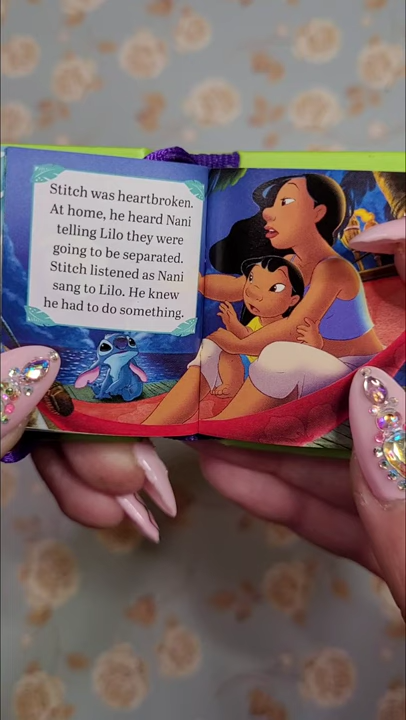 Stitch was heartbroken.
At home, he heard Nani
telling Lilo they were
going to be separated.
Stitch listened as Nani
sang to Lilo. He knew
he had to do something.